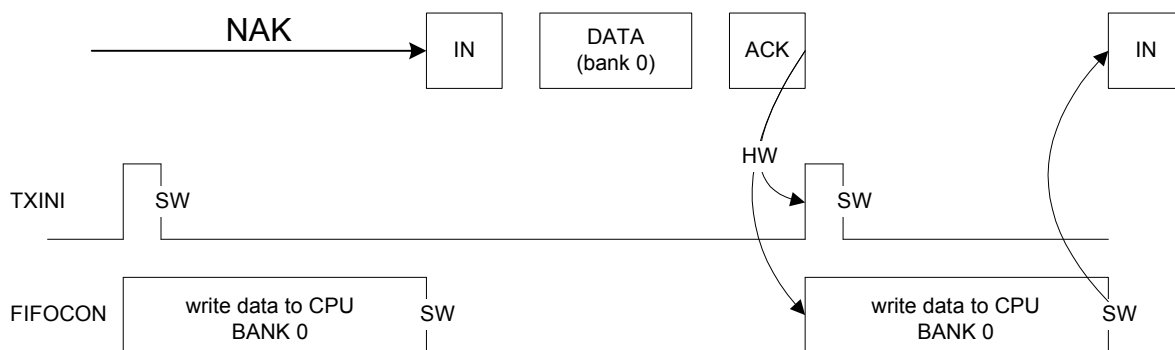 NAK
IN
DATA
(bank 0)
ACK
IN
HW
TXINI
SW
SW
FIFOCON
write data to CPU
BANK 0
SW
write data to CPU
BANK 0
SW